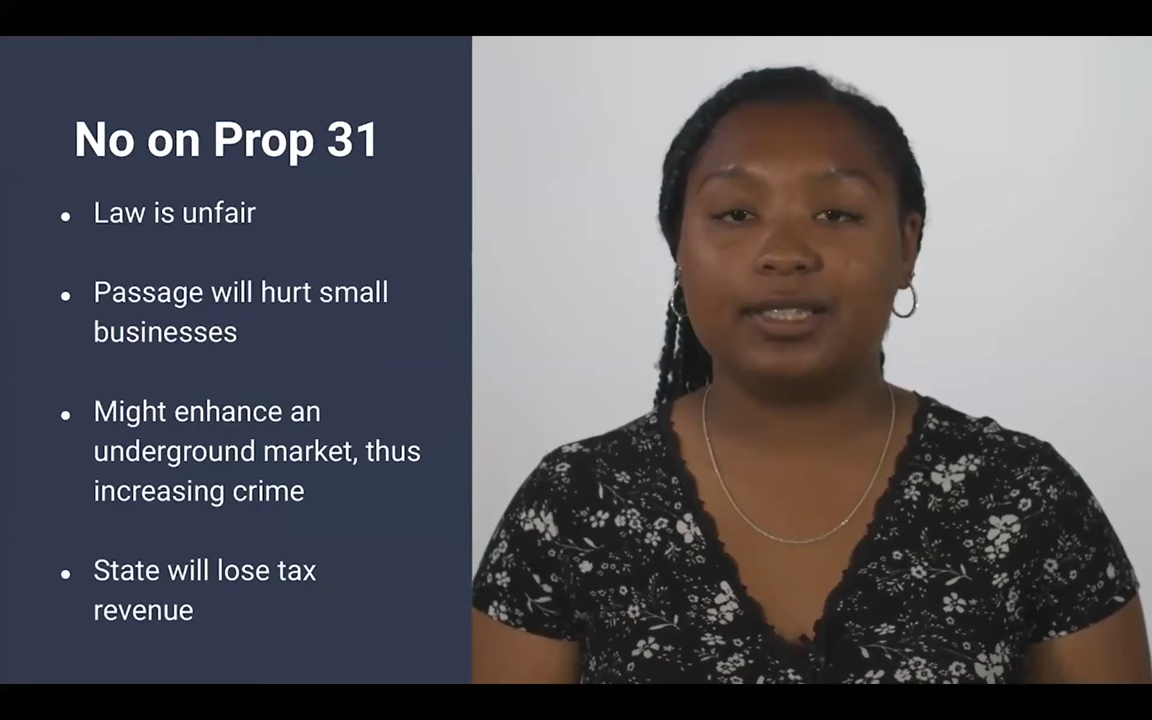 No on Prop 31
• Law is unfair
• Passage will hurt small
businesses
• Might enhance an
underground market, thus
increasing crime
• State will lose tax
revenue